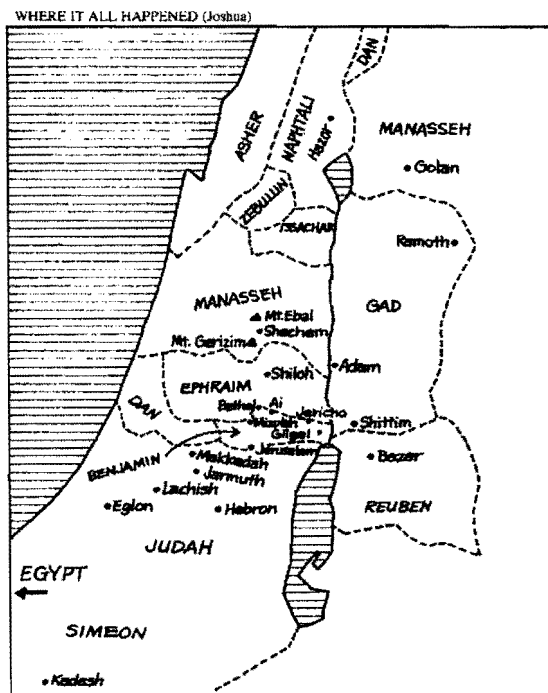 WHERE IT ALL HAPPENED (Joshua)
DAN
ASHER
NAPHTALI
Hazor
MANASSEH
Golan
ZEBULUN
ISSACHAR
Ramoth
MANASSEH
GAD
Mt. Ebal
Shechem
Mt. Gerizim
Shiloh
Adam
EPHRAIM
DAN
Bethel
Ai
Jericho
Mizpah
Gilgal
Shittim
Jerusalem
BENJAMIN
Makkedah
Bezer
Jarmuth
Lachish
REUBEN
Eglon
Hebron
JUDAH
EGYPT
SIMEON
Kadesh